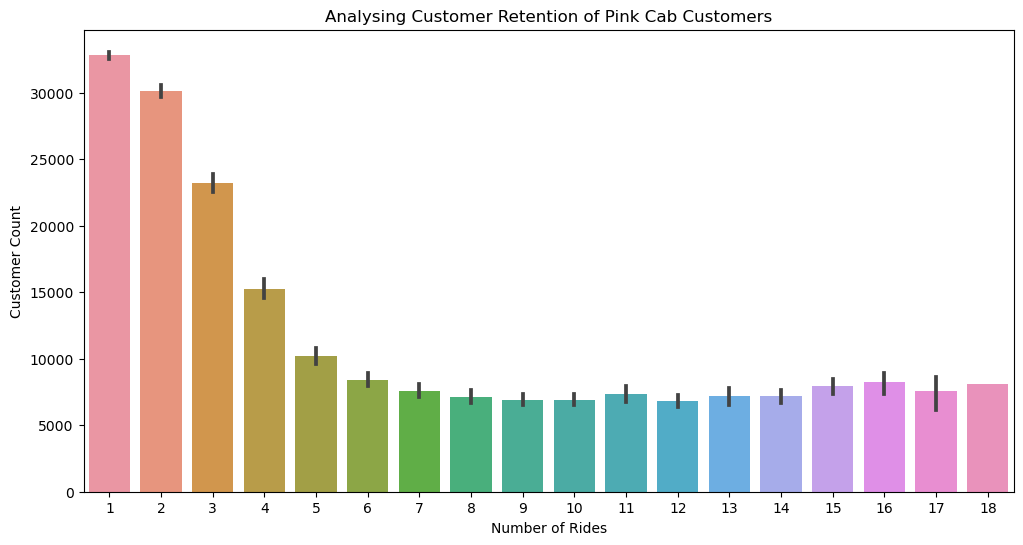 Analysing Customer Retention of Pink Cab Customers
30000
25000
20000
15000
10000
5000
0
Customer Count
1 2 3 4 5 6 7 8 9 10 11 12 13 14 15 16 17 18
Number of Rides